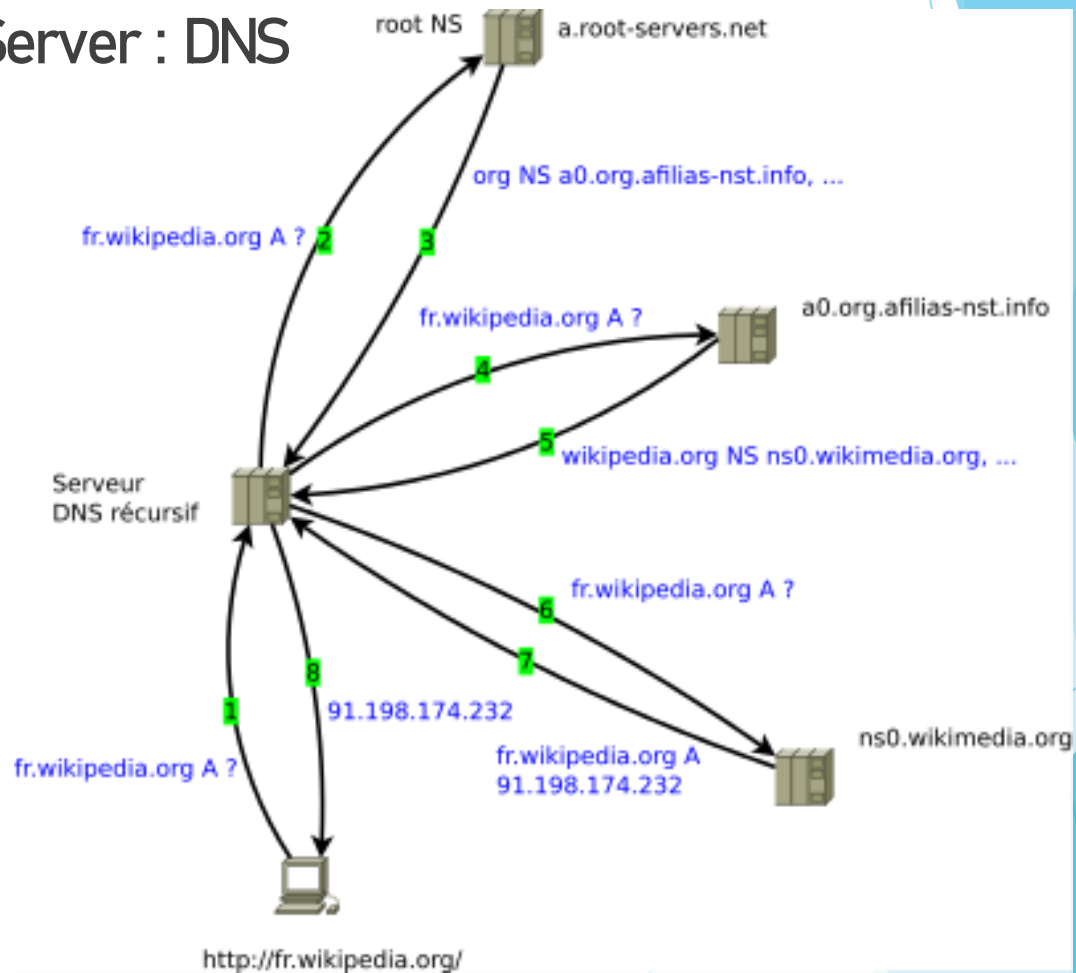 Server : DNS
root NS
a.root-servers.net
org NS a0.org.afilias-nst.info, ...
fr.wikipedia.org A ?
2
3
a0.org.afilias-nst.info
fr.wikipedia.org A ?
4
5
wikipedia.org NS ns0.wikimedia.org, ...
Serveur
DNS récursif
fr.wikipedia.org A ?
6
7
8
1
91.198.174.232
ns0.wikimedia.org
fr.wikipedia.org A
91.198.174.232
fr.wikipedia.org A ?
http://fr.wikipedia.org/